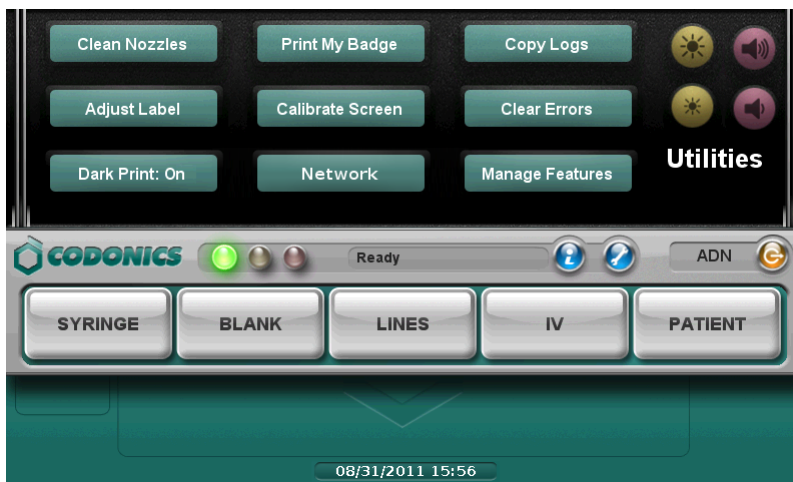 Clean Nozzles Print My Badge Copy Logs
Adjust Label Calibrate Screen Clear Errors
Utilities
Dark Print: On Network Manage Features
CODONICS Ready i ADN
SYRINGE BLANK LINES IV PATIENT
08/31/2011 15:56